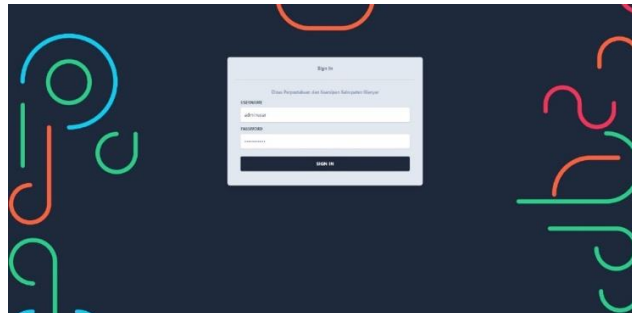 Sign In
Dinas Perpustakaan dan Kearsipan Kabupaten
USERNAME
PASSWORD
SIGN IN